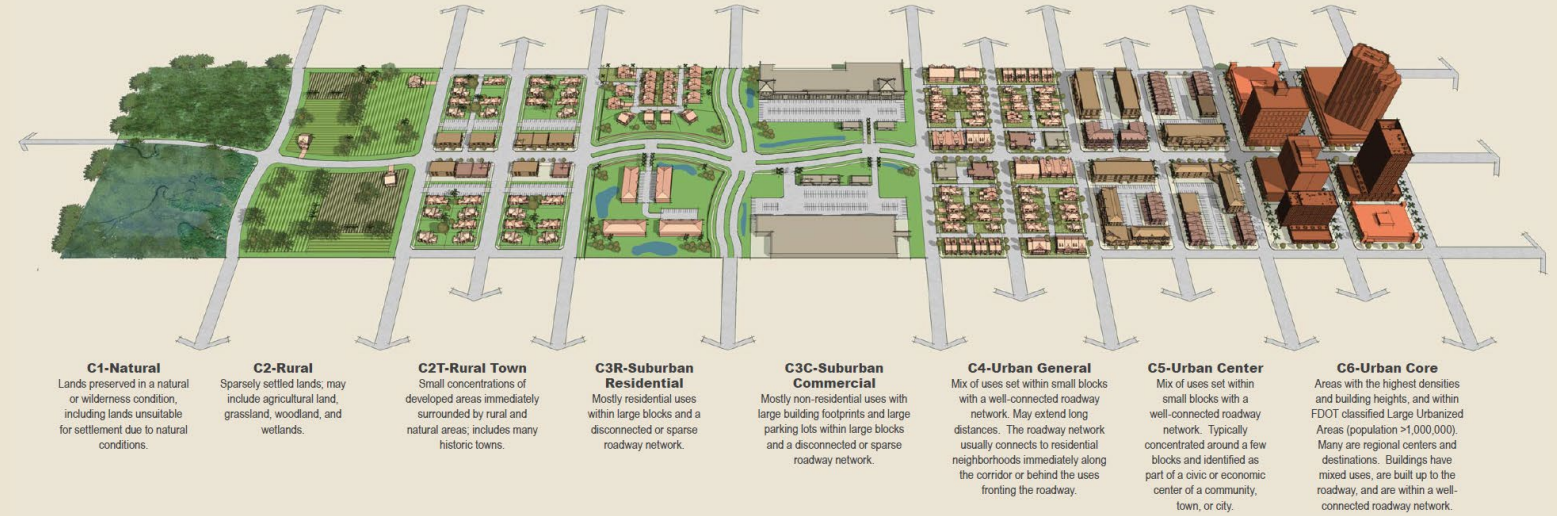 C1-Natural
Lands preserved in a natural
or wilderness condition,
including lands unsuitable
for settlement due to natural
conditions.
C2-Rural
Sparsely settled lands; may
include agricultural land,
grassland, woodland, and
wetlands.
C2T-Rural Town
Small concentrations of
developed areas immediately
surrounded by rural and
natural areas; includes many
historic towns.
C3R-Suburban
Residential
Mostly residential uses
within large blocks and a
disconnected or sparse
roadway network.
C3C-Suburban
Commercial
Mostly non-residential uses with
large building footprints and large
parking lots within large blocks
and a disconnected or sparse
roadway network.
C4-Urban General
Mix of uses set within small blocks
with a well-connected roadway
network. May extend long
distances. The roadway network
usually connects to residential
neighborhoods immediately along
the corridor or behind the uses
fronting the roadway.
C5-Urban Center
Mix of uses set within
small blocks with a
well-connected roadway
network. Typically
concentrated around a few
blocks and identified as
part of a civic or economic
center of a community,
town, or city.
C6-Urban Core
Areas with the highest densities
and building heights, and within
FDOT classified Large Urbanized
Areas (population >1,000,000).
Many are regional centers and
destinations. Buildings have
mixed uses, are built up to the
roadway, and are within a well-
connected roadway network.